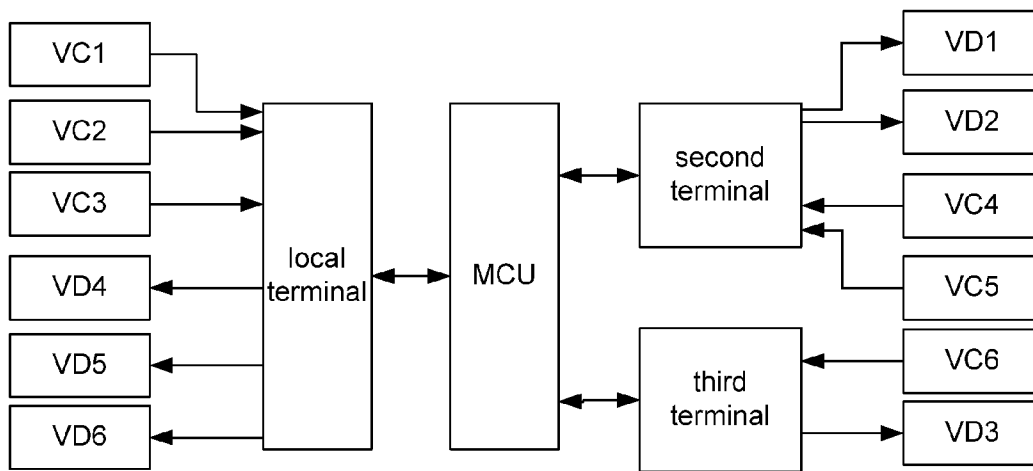 VC1
VC2
VC3
VD4
VD5
VD6
local
terminal
MCU
second
terminal
third
terminal
VD1
VD2
VC4
VC5
VC6
VD3